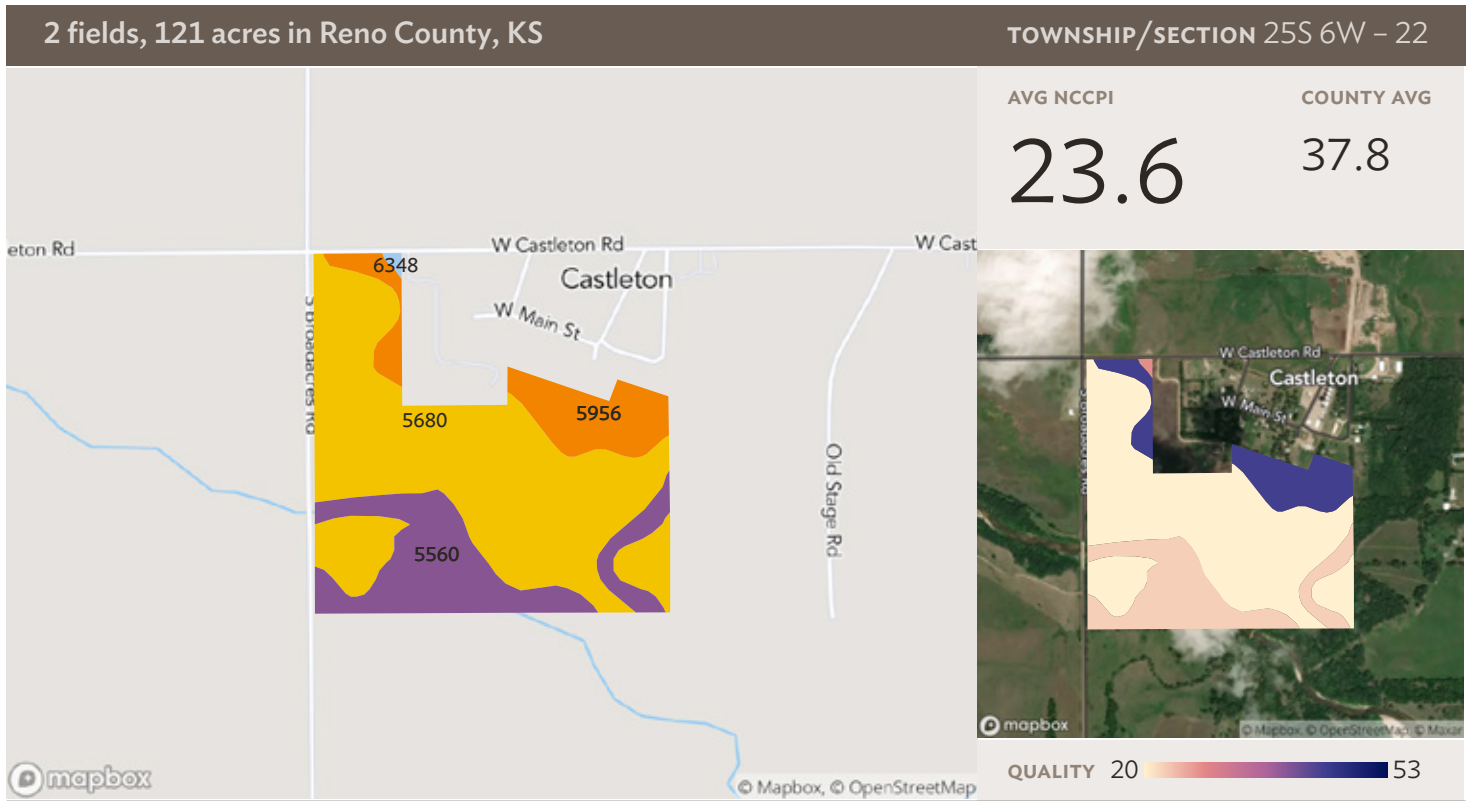 2 fields, 121 acres in Reno County, KS
TOWNSHIP/SECTION 25S 6W – 22
AVG NCCPI
COUNTY AVG
23.6
37.8
eton Rd
W Castleton Rd
W Cast
6348
Castleton
W Main St
S Broadacres Rd
5680
5956
Old Stage Rd
5560
mapbox
© Mapbox, © OpenStreetMap
W Castleton Rd
Castleton
W Main St
mapbox
© Mapbox, © OpenStreetMap, © Maxar
QUALITY 20
53